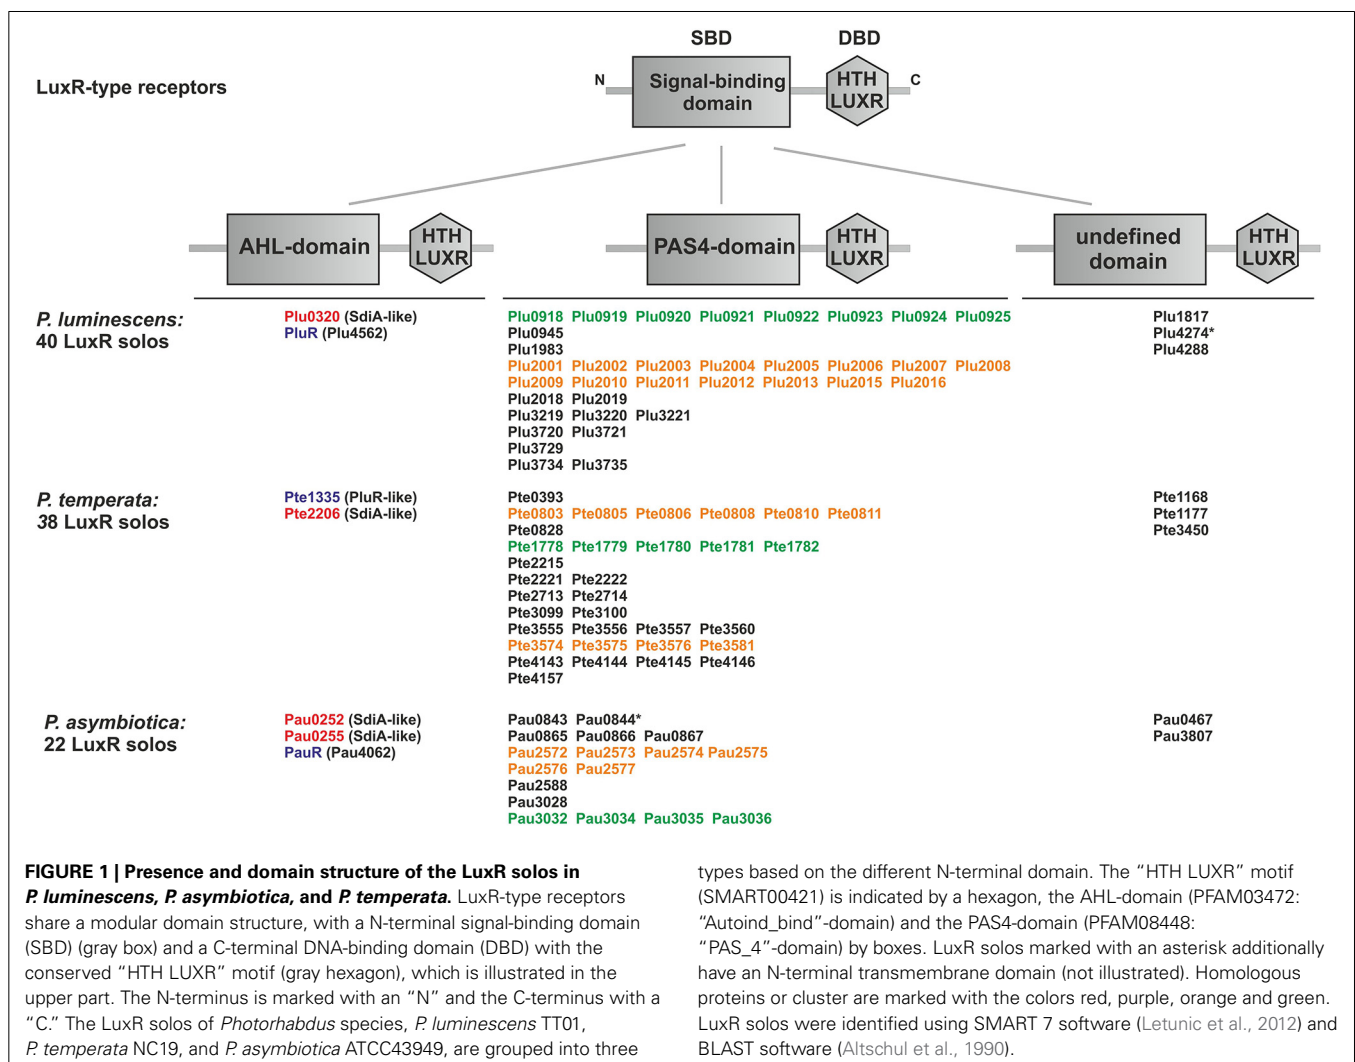 SBD DBD
LuxR-type receptors
N Signal-binding domain HTH LUXR C
AHL-domain HTH LUXR
PAS4-domain HTH LUXR
undefined domain HTH LUXR
P. luminescens:
40 LuxR solos
Plu0320 (SdiA-like)
PluR (Plu4562)
Plu0918 Plu0919 Plu0920 Plu0921 Plu0922 Plu0923 Plu0924 Plu0925
Plu0945
Plu1983
Plu2001 Plu2002 Plu2003 Plu2004 Plu2005 Plu2006 Plu2007 Plu2008
Plu2009 Plu2010 Plu2011 Plu2012 Plu2013 Plu2015 Plu2016
Plu2018 Plu2019
Plu3219 Plu3220 Plu3221
Plu3720 Plu3721
Plu3729
Plu3734 Plu3735
Plu1817
Plu4274*
Plu4288
P. temperata:
38 LuxR solos
Pte1335 (PluR-like)
Pte2206 (SdiA-like)
Pte0393
Pte0803 Pte0805 Pte0806 Pte0808 Pte0810 Pte0811
Pte0828
Pte1778 Pte1779 Pte1780 Pte1781 Pte1782
Pte2215
Pte2221 Pte2222
Pte2713 Pte2714
Pte3099 Pte3100
Pte3555 Pte3556 Pte3557 Pte3560
Pte3574 Pte3575 Pte3576 Pte3581
Pte4143 Pte4144 Pte4145 Pte4146
Pte4157
Pte1168
Pte1177
Pte3450
P. asymbiotica:
22 LuxR solos
Pau0252 (SdiA-like)
Pau0255 (SdiA-like)
PauR (Pau4062)
Pau0843 Pau0844*
Pau0865 Pau0866 Pau0867
Pau2572 Pau2573 Pau2574 Pau2575
Pau2576 Pau2577
Pau2588
Pau3028
Pau3032 Pau3034 Pau3035 Pau3036
Pau0467
Pau3807
FIGURE 1 | Presence and domain structure of the LuxR solos in
P. luminescens, P. asymbiotica, and P. temperata. LuxR-type receptors
share a modular domain structure, with a N-terminal signal-binding domain
(SBD) (gray box) and a C-terminal DNA-binding domain (DBD) with the
conserved “HTH LUXR” motif (gray hexagon), which is illustrated in the
upper part. The N-terminus is marked with an “N” and the C-terminus with a
“C.” The LuxR solos of Photorhabdus species, P. luminescens TT01,
P. temperata NC19, and P. asymbiotica ATCC43949, are grouped into three
types based on the different N-terminal domain. The “HTH LUXR” motif
(SMART00421) is indicated by a hexagon, the AHL-domain (PFAM03472:
“Autoind_bind”-domain) and the PAS4-domain (PFAM08448:
“PAS_4”-domain) by boxes. LuxR solos marked with an asterisk additionally
have an N-terminal transmembrane domain (not illustrated). Homologous
proteins or cluster are marked with the colors red, purple, orange and green.
LuxR solos were identified using SMART 7 software (Letunic et al., 2012) and
BLAST software (Altschul et al., 1990).